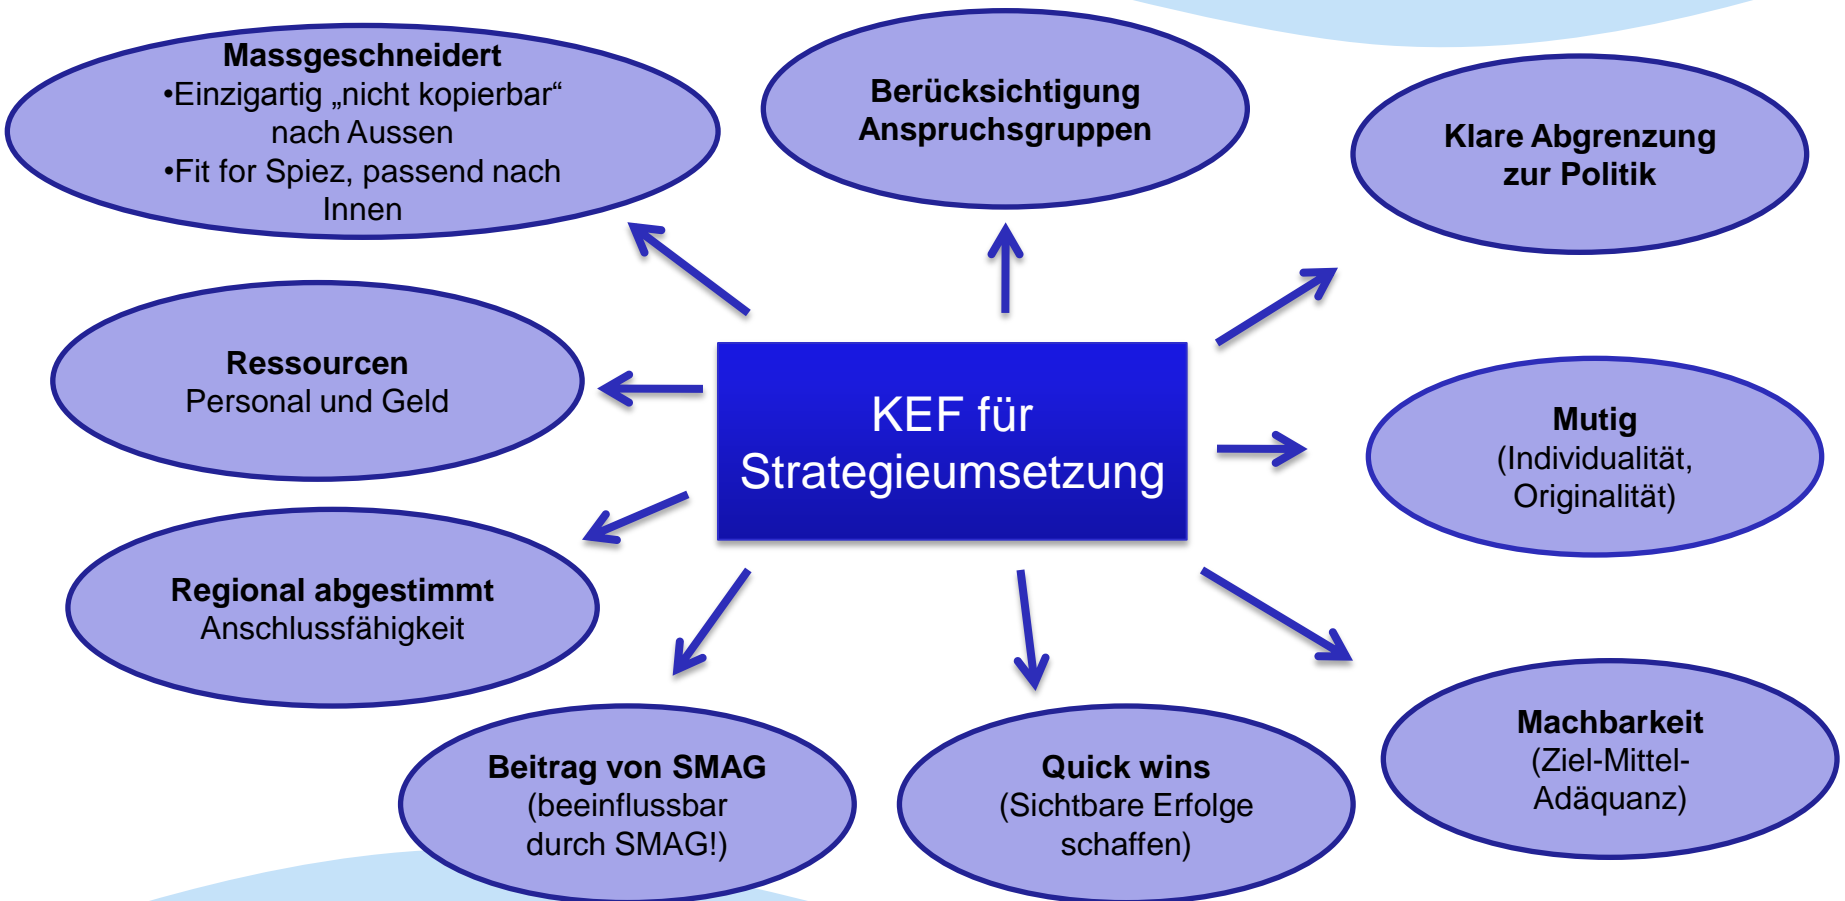 Massgeschneidert
•Einzigartig „nicht kopierbar“
nach Aussen
•Fit for Spiez, passend nach
Innen
Berücksichtigung
Anspruchsgruppen
Klare Abgrenzung
zur Politik
Ressourcen
Personal und Geld
KEF für
Strategieumsetzung
Mutig
(Individualität,
Originalität)
Regional abgestimmt
Anschlussfähigkeit
Beitrag von SMAG
(beeinflussbar
durch SMAG!)
Quick wins
(Sichtbare Erfolge
schaffen)
Machbarkeit
(Ziel-Mittel-
Adäquanz)